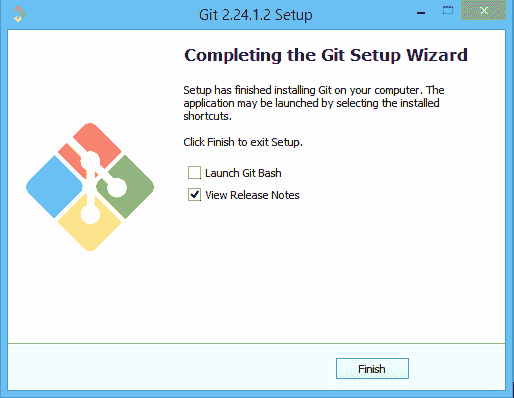 Git 2.24.1.2 Setup
Completing the Git Setup Wizard
Setup has finished installing Git on your computer. The
application may be launched by selecting the installed
shortcuts.
Click Finish to exit Setup.
Launch Git Bash
View Release Notes
Finish